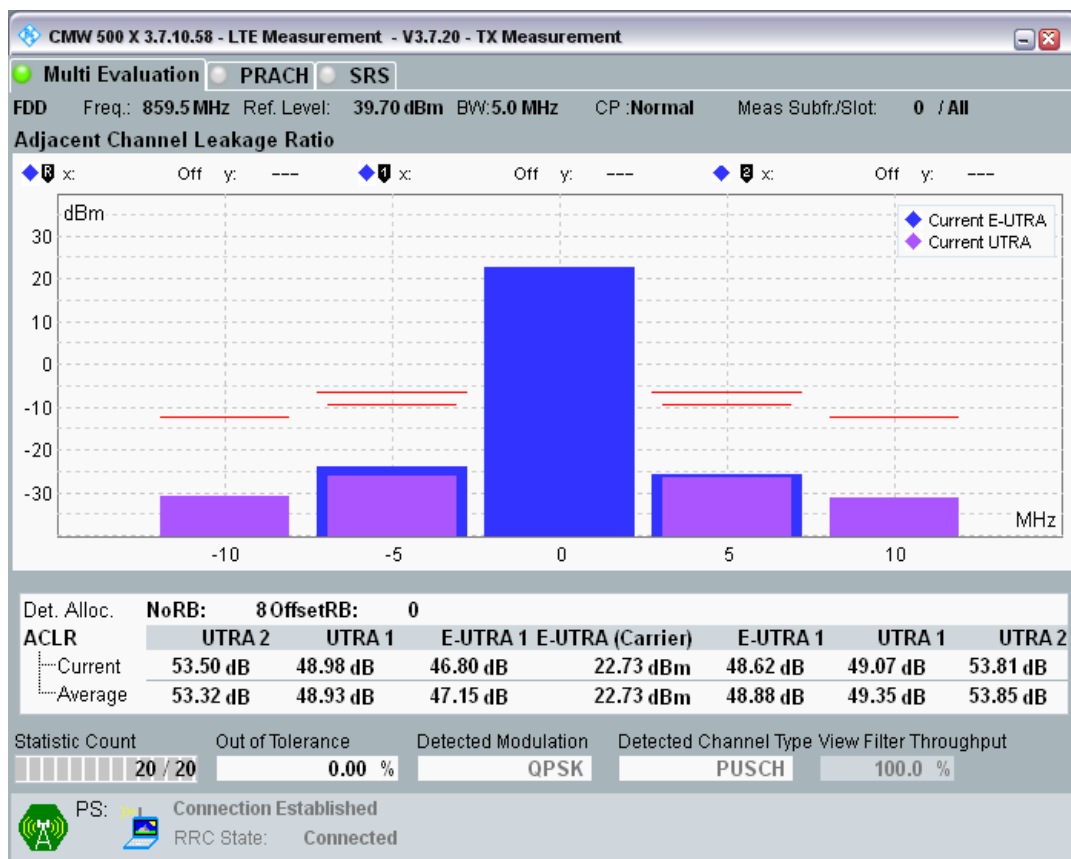 CMW 500 X 3.7.10.58 - LTE Measurement - V3.7.20 - TX Measurement
Multi Evaluation PRACH SRS
FDD Freq.: 859.5 MHz Ref. Level: 39.70 dBm BW:5.0 MHz CP :Normal Meas Subfr./Slot: 0 / All
Adjacent Channel Leakage Ratio
R x: Off y: --- 1 x: Off y: --- 2 x: Off y: ---
dBm
Current E-UTRA
Current UTRA
30
20
10
0
-10
-20
-30
MHz
-10 -5 0 5 10
Det. Alloc. NoRB: 8 OffsetRB: 0
ACLR UTRA 2 UTRA 1 E-UTRA 1 E-UTRA (Carrier) E-UTRA 1 UTRA 1 UTRA 2
Current 53.50 dB 48.98 dB 46.80 dB 22.73 dBm 48.62 dB 49.07 dB 53.81 dB
Average 53.32 dB 48.93 dB 47.15 dB 22.73 dBm 48.88 dB 49.35 dB 53.85 dB
Statistic Count Out of Tolerance Detected Modulation Detected Channel Type View Filter Throughput
20 / 20 0.00 % QPSK PUSCH 100.0 %
PS: Connection Established
RRC State: Connected